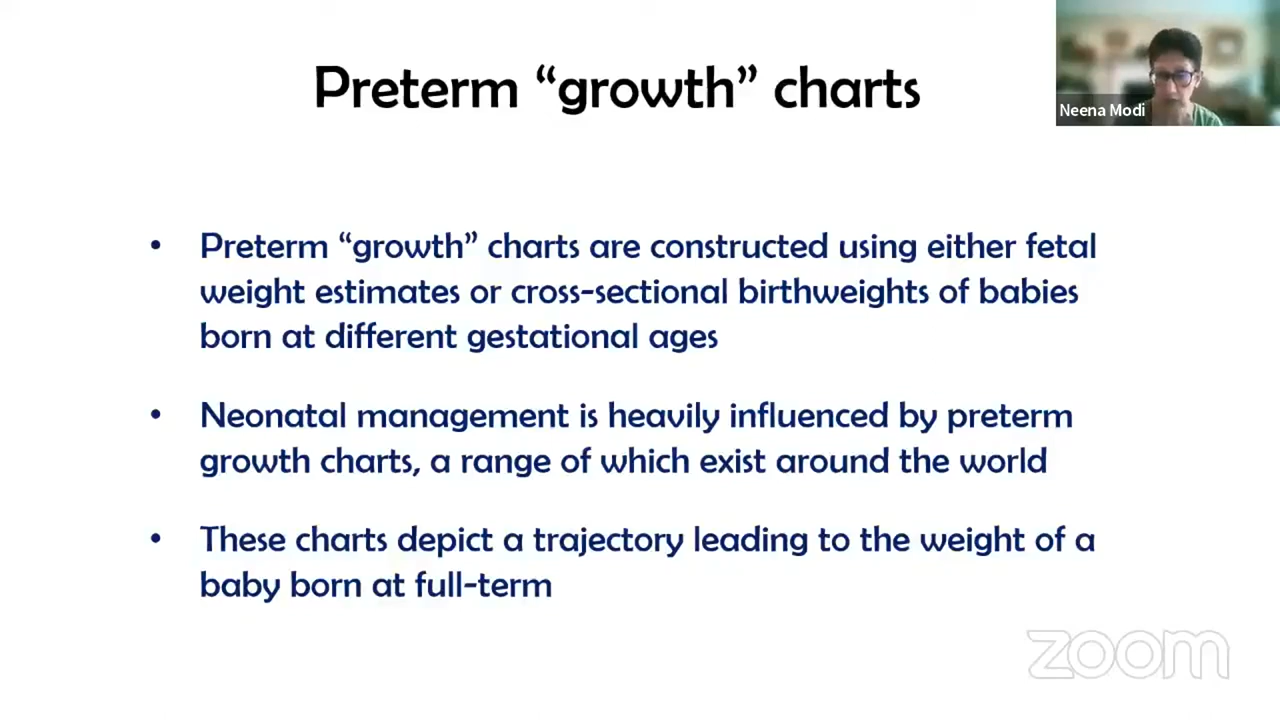 Preterm “growth” charts
Neena Modi
• Preterm “growth” charts are constructed using either fetal
weight estimates or cross-sectional birthweights of babies
born at different gestational ages
• Neonatal management is heavily influenced by preterm
growth charts, a range of which exist around the world
• These charts depict a trajectory leading to the weight of a
baby born at full-term
zoom